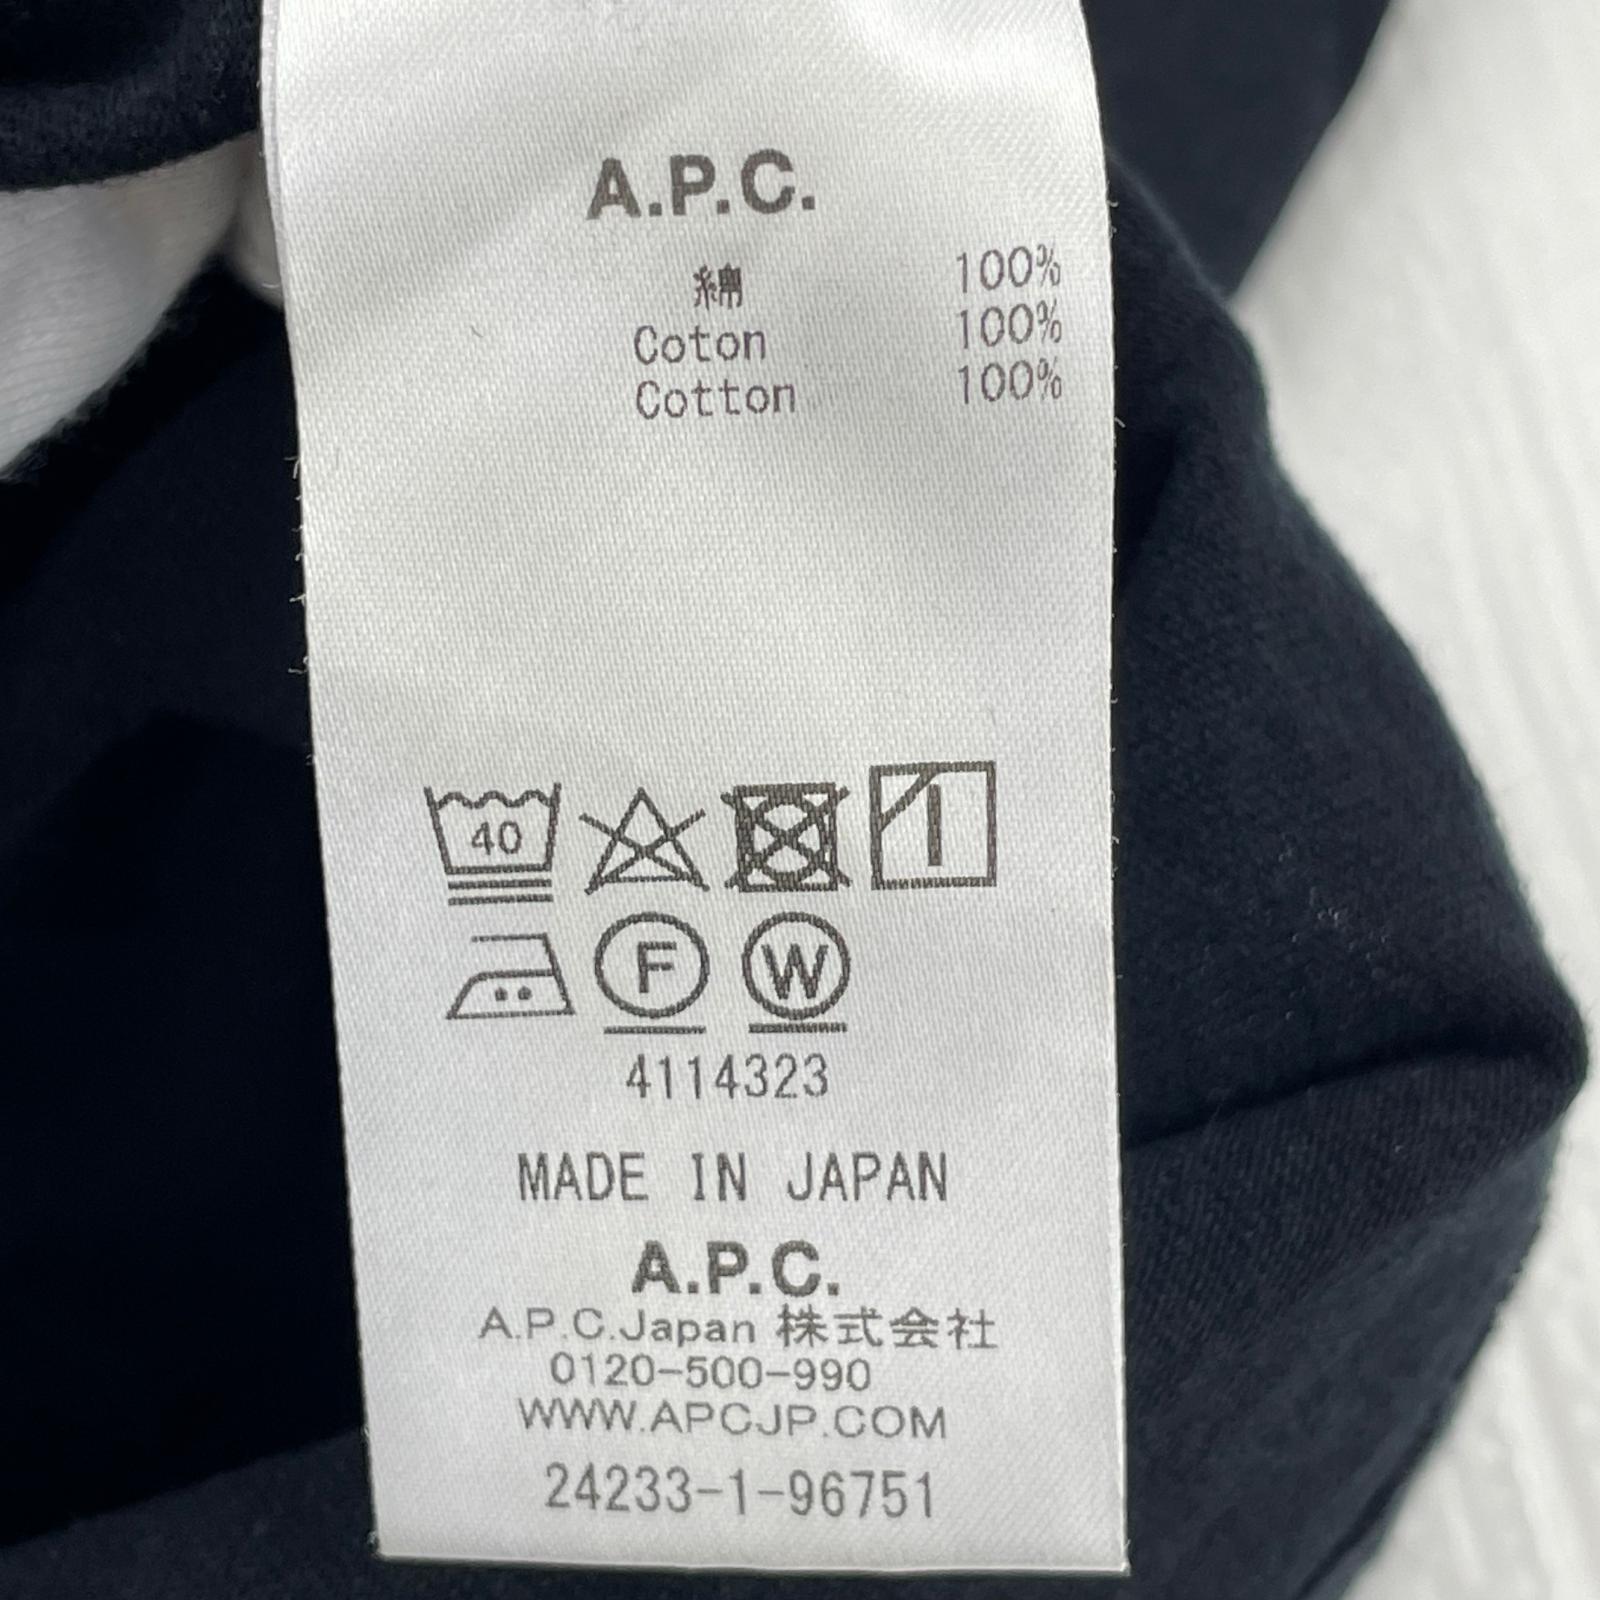 A.P.C.
綿 100%
Coton 100%
Cotton 100%
40
F W
4114323
MADE IN JAPAN
A.P.C.
A.P.C.Japan 株式会社
0120-500-990
WWW.APCJP.COM
24233-1-96751